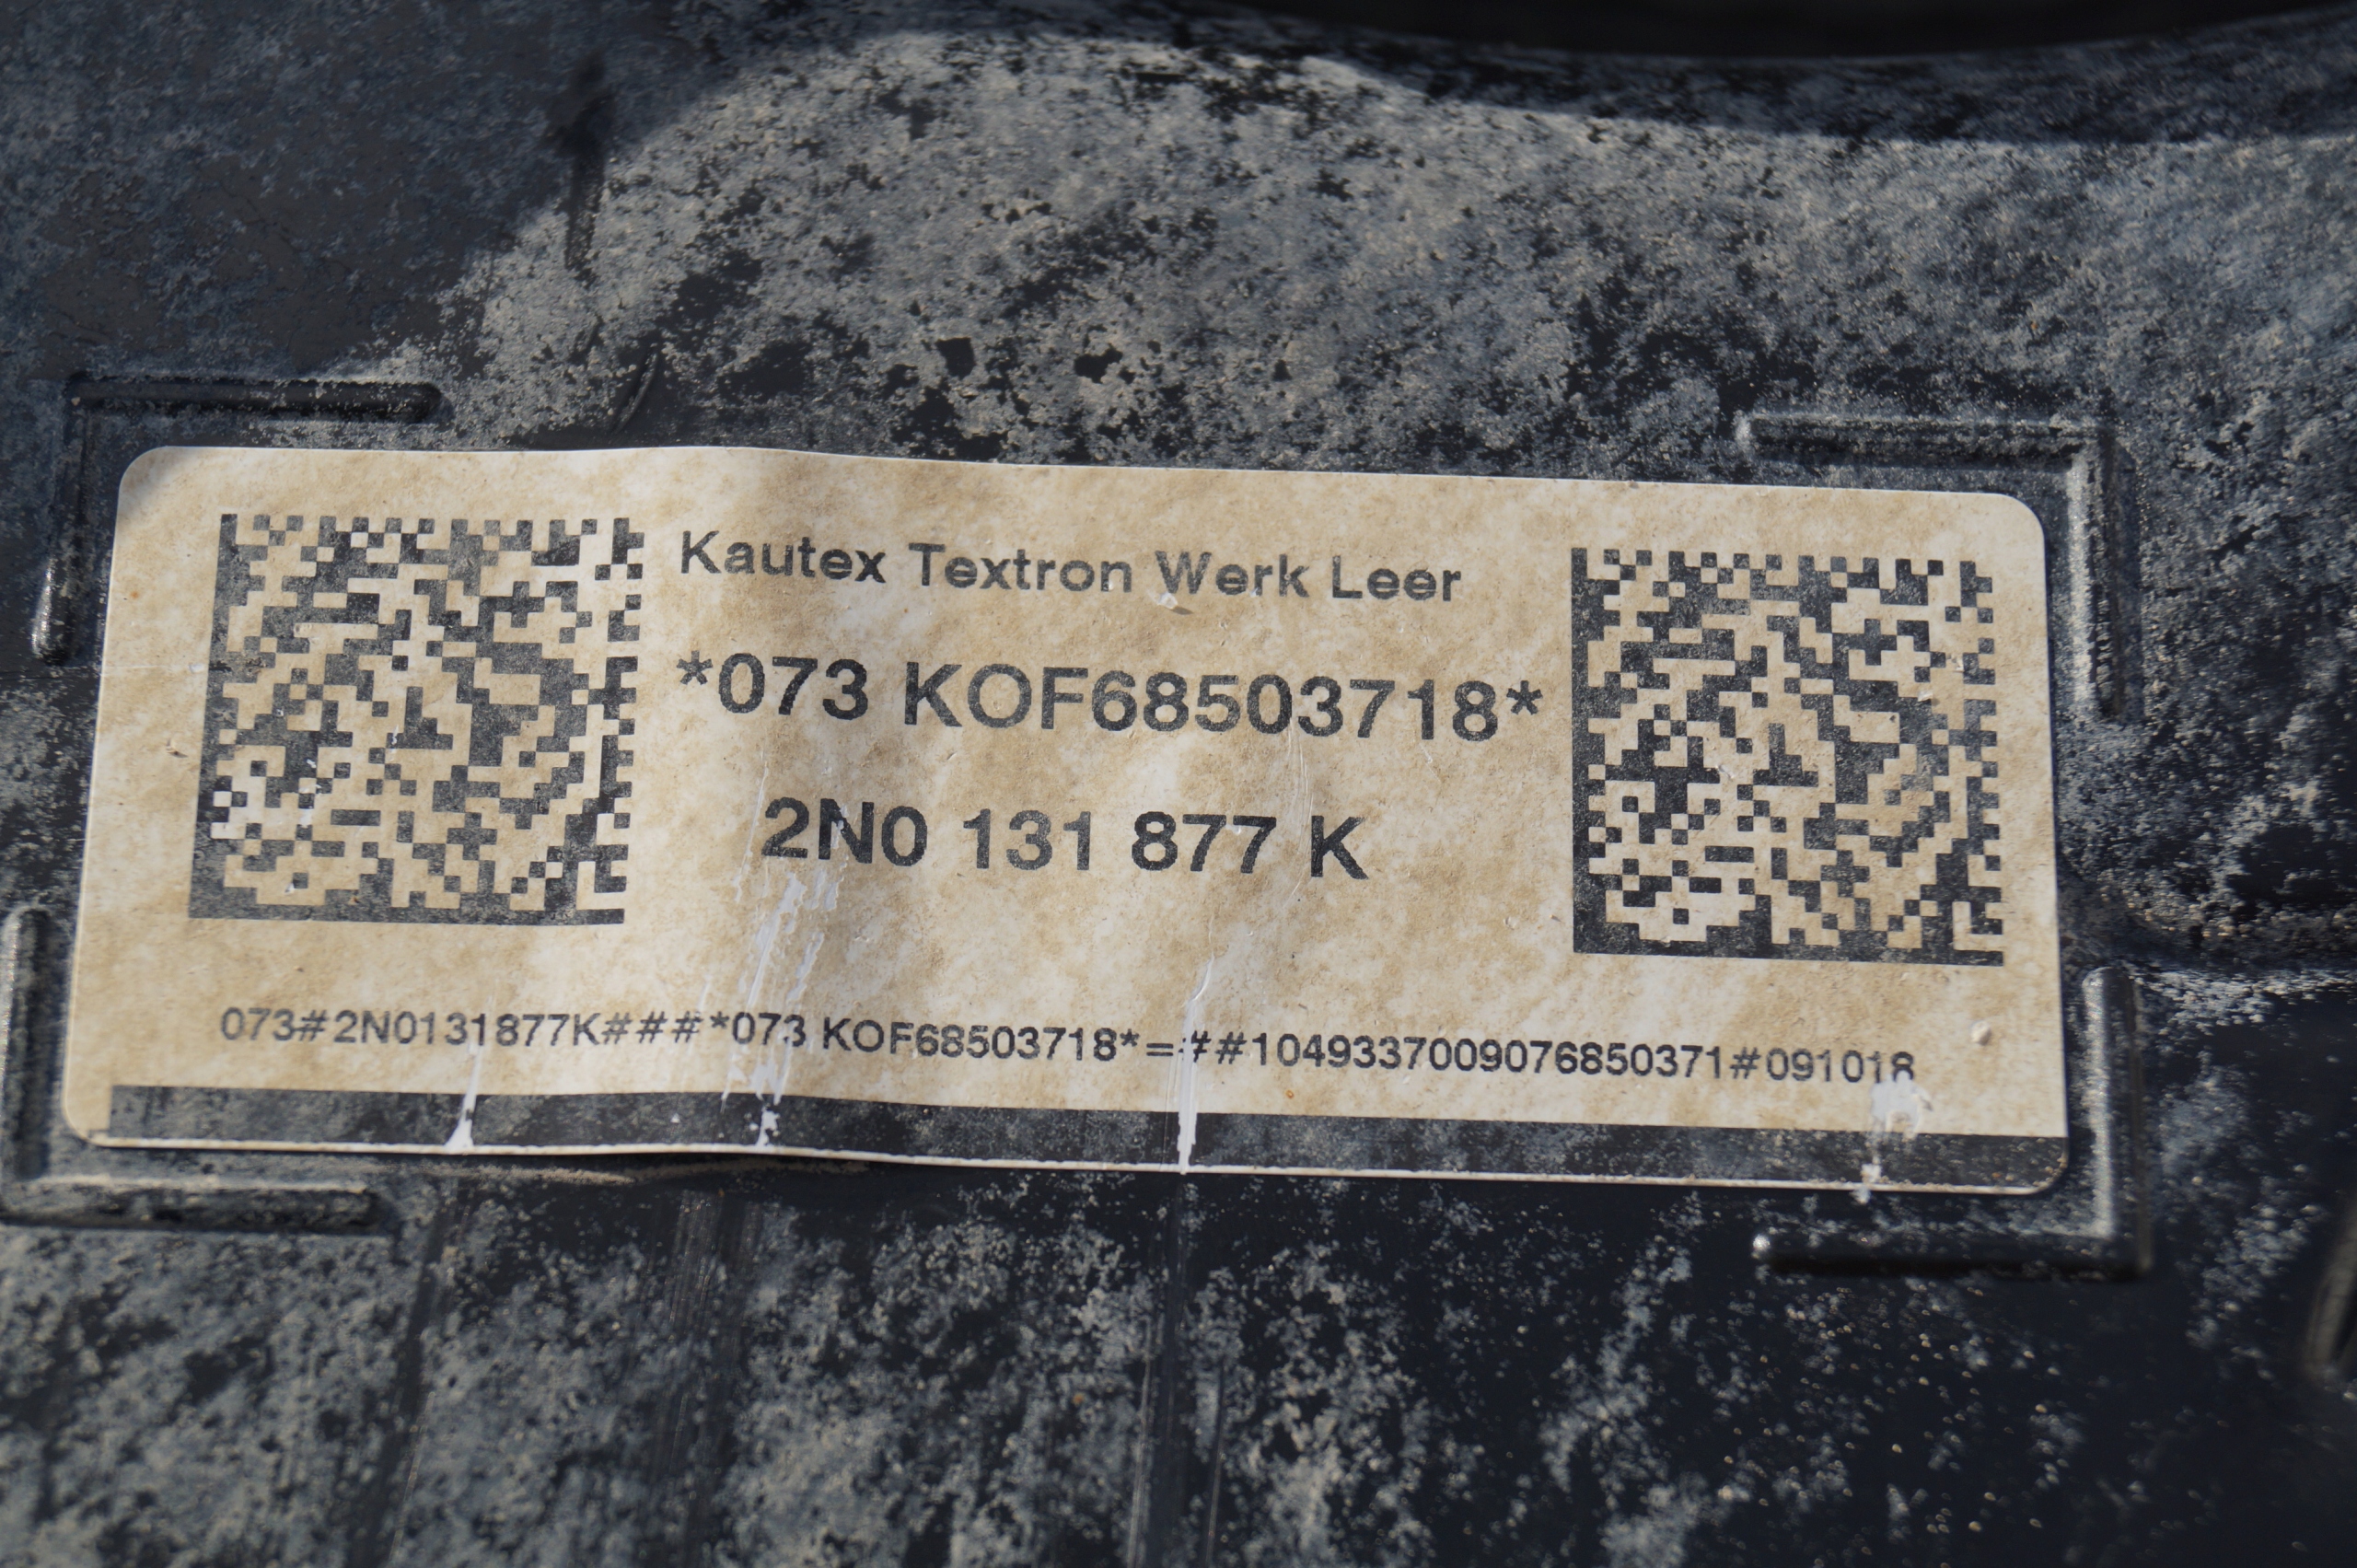 Kautex Textron Werk Leer
*073 KOF68503718*
2N0 131 877 K
073#2N0131877K###*073 KOF68503718*=##1049337009076850371#091018